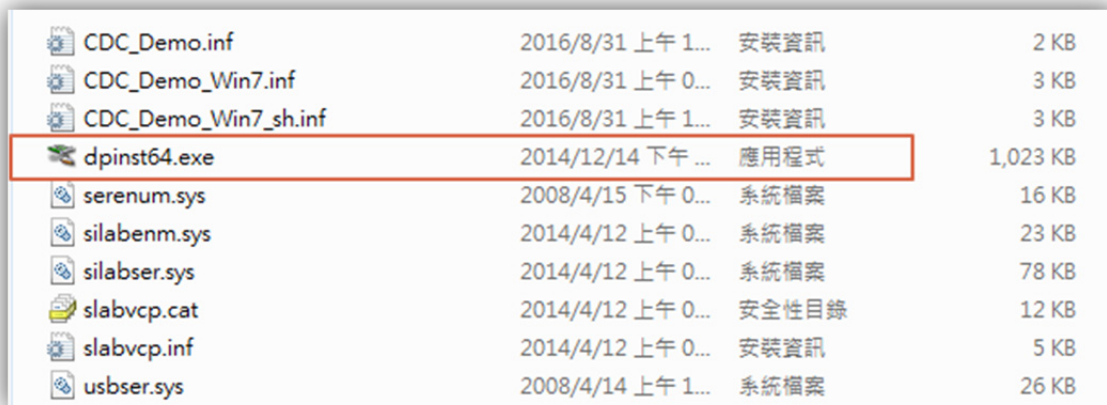 CDC_Demo.inf 2016/8/31 上午 1... 安裝資訊 2 KB
CDC_Demo_Win7.inf 2016/8/31 上午 0... 安裝資訊 3 KB
CDC_Demo_Win7_sh.inf 2016/8/31 上午 1... 安裝資訊 3 KB
dpinst64.exe 2014/12/14 下午 ... 應用程式 1,023 KB
serenum.sys 2008/4/15 下午 0... 系統檔案 16 KB
silabenm.sys 2014/4/12 上午 0... 系統檔案 23 KB
silabser.sys 2014/4/12 上午 0... 系統檔案 78 KB
slabvcp.cat 2014/4/12 上午 0... 安全性目錄 12 KB
slabvcp.inf 2014/4/12 上午 0... 安裝資訊 5 KB
usbser.sys 2008/4/14 上午 1... 系統檔案 26 KB